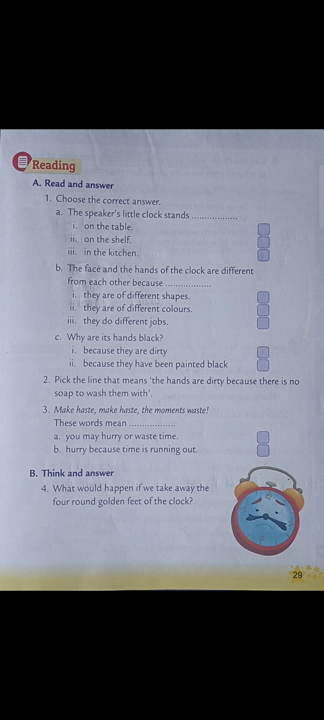 Reading
A. Read and answer
1. Choose the correct answer.
a. The speaker's little clock stands ..................
i. on the table.
ii. on the shelf.
iii. in the kitchen.
b. The face and the hands of the clock are different
from each other because ..................
i. they are of different shapes.
ii. they are of different colours.
iii. they do different jobs.
c. Why are its hands black?
i. because they are dirty
ii. because they have been painted black
2. Pick the line that means 'the hands are dirty because there is no
soap to wash them with'.
3. Make haste, make haste, the moments waste!
These words mean ..................
a. you may hurry or waste time.
b. hurry because time is running out.
B. Think and answer
4. What would happen if we take away the
four round golden feet of the clock?
29